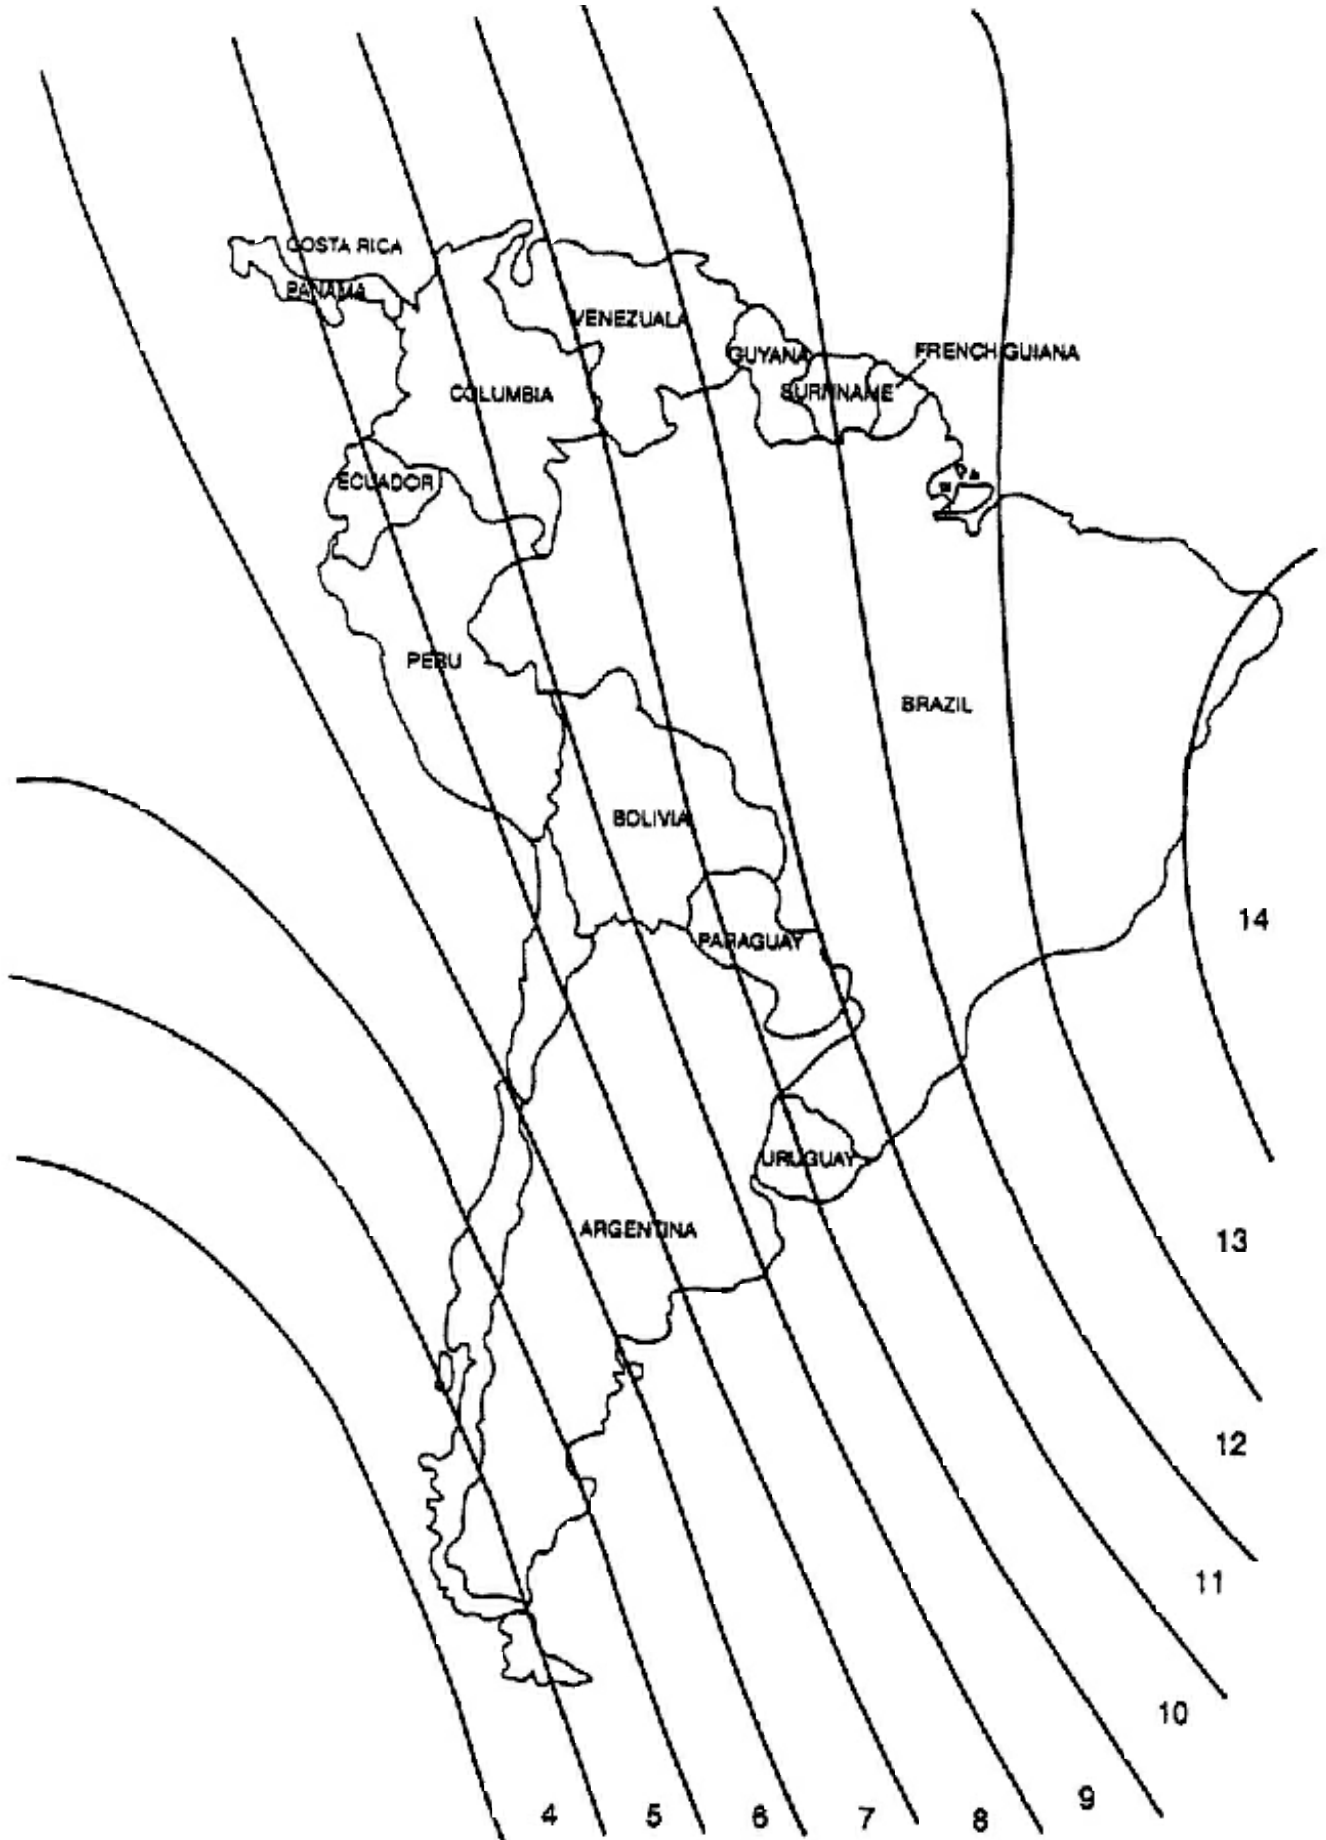 COSTA RICA
PANAMA
VENEZUALA
GUYANA
FRENCH GUIANA
COLUMBIA
SURRINAME
ECUADOR
PERU
BRAZIL
BOLIVIA
14
PARAGUAY
URUGUAY
ARGENTINA
13
12
11
10
9
4
5
6
7
8